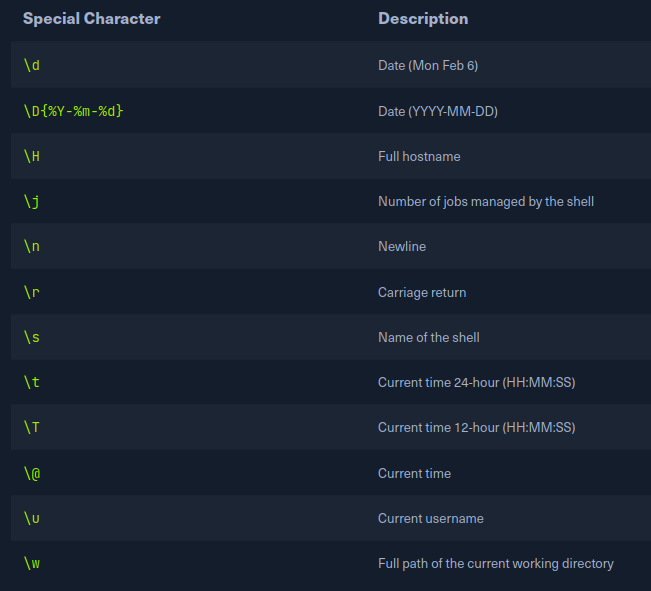 Special Character Description
\d Date (Mon Feb 6)
\D{%Y-%m-%d} Date (YYYY-MM-DD)
\H Full hostname
\j Number of jobs managed by the shell
\n Newline
\r Carriage return
\s Name of the shell
\t Current time 24-hour (HH:MM:SS)
\T Current time 12-hour (HH:MM:SS)
\@ Current time
\u Current username
\w Full path of the current working directory